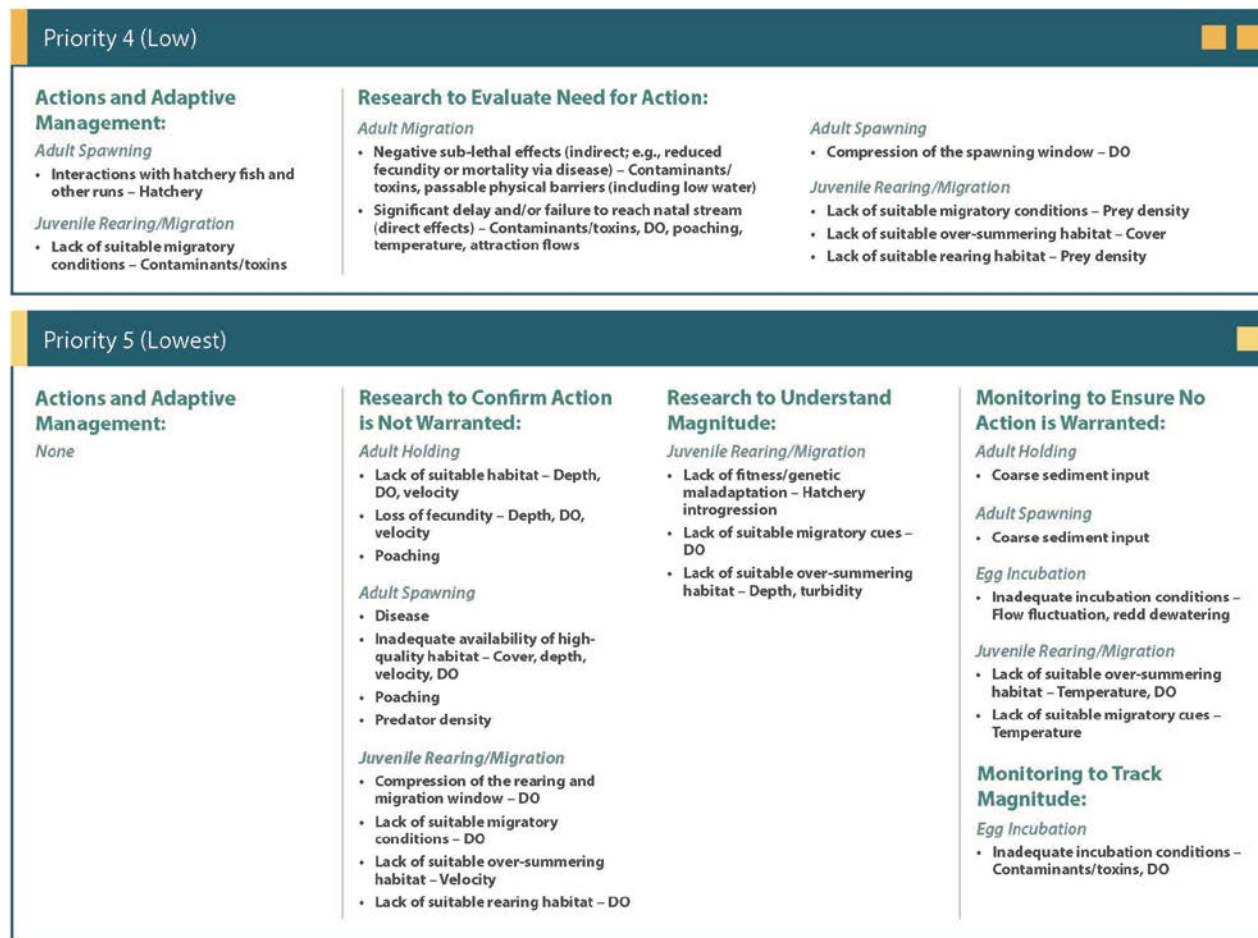 Priority 4 (Low)
Actions and Adaptive
Management:
Adult Spawning
• Interactions with hatchery fish and
other runs – Hatchery
Juvenile Rearing/Migration
• Lack of suitable migratory
conditions – Contaminants/toxins
Research to Evaluate Need for Action:
Adult Migration
• Negative sub-lethal effects (indirect; e.g., reduced
fecundity or mortality via disease) – Contaminants/
toxins, passable physical barriers (including low water)
• Significant delay and/or failure to reach natal stream
(direct effects) – Contaminants/toxins, DO, poaching,
temperature, attraction flows
Adult Spawning
• Compression of the spawning window – DO
Juvenile Rearing/Migration
• Lack of suitable migratory conditions – Prey density
• Lack of suitable over-summering habitat – Cover
• Lack of suitable rearing habitat – Prey density
Priority 5 (Lowest)
Actions and Adaptive
Management:
None
Research to Confirm Action
is Not Warranted:
Adult Holding
• Lack of suitable habitat – Depth,
DO, velocity
• Loss of fecundity – Depth, DO,
velocity
• Poaching
Adult Spawning
• Disease
• Inadequate availability of high-
quality habitat – Cover, depth,
velocity, DO
• Poaching
• Predator density
Juvenile Rearing/Migration
• Compression of the rearing and
migration window – DO
• Lack of suitable migratory
conditions – DO
• Lack of suitable over-summering
habitat – Velocity
• Lack of suitable rearing habitat – DO
Research to Understand
Magnitude:
Juvenile Rearing/Migration
• Lack of fitness/genetic
maladaptation – Hatchery
introgression
• Lack of suitable migratory cues –
DO
• Lack of suitable over-summering
habitat – Depth, turbidity
Monitoring to Ensure No
Action is Warranted:
Adult Holding
• Coarse sediment input
Adult Spawning
• Coarse sediment input
Egg Incubation
• Inadequate incubation conditions –
Flow fluctuation, redd dewatering
Juvenile Rearing/Migration
• Lack of suitable over-summering
habitat – Temperature, DO
• Lack of suitable migratory cues –
Temperature
Monitoring to Track
Magnitude:
Egg Incubation
• Inadequate incubation conditions –
Contaminants/toxins, DO